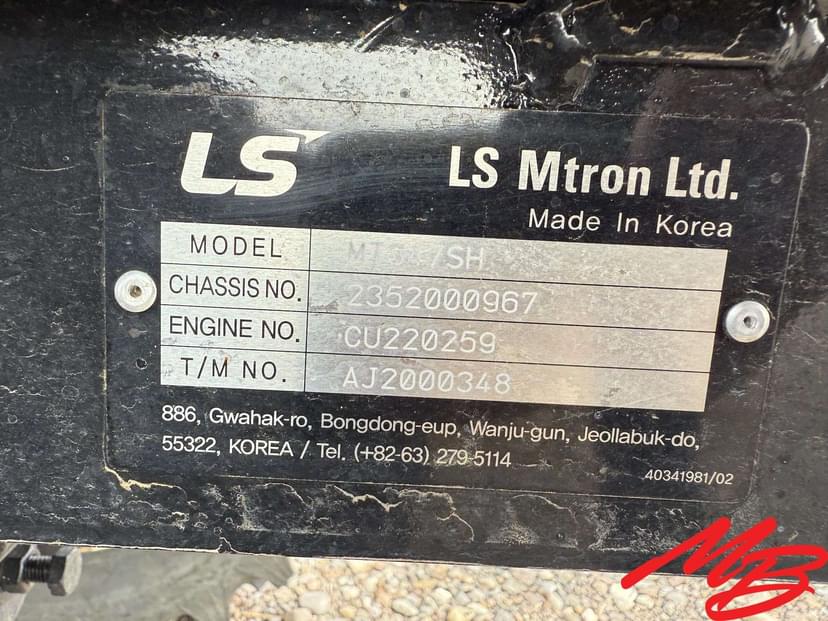 LS
LS Mtron Ltd.
Made In Korea
MODEL
CHASSIS NO. 2352000967
ENGINE NO. CU220259
T/M NO. AJ2000348
886, Gwahak-ro, Bongdong-eup, Wanju-gun, Jeollabuk-do,
55322, KOREA / Tel. (+82-63) 279-5114
40341981/02
MB